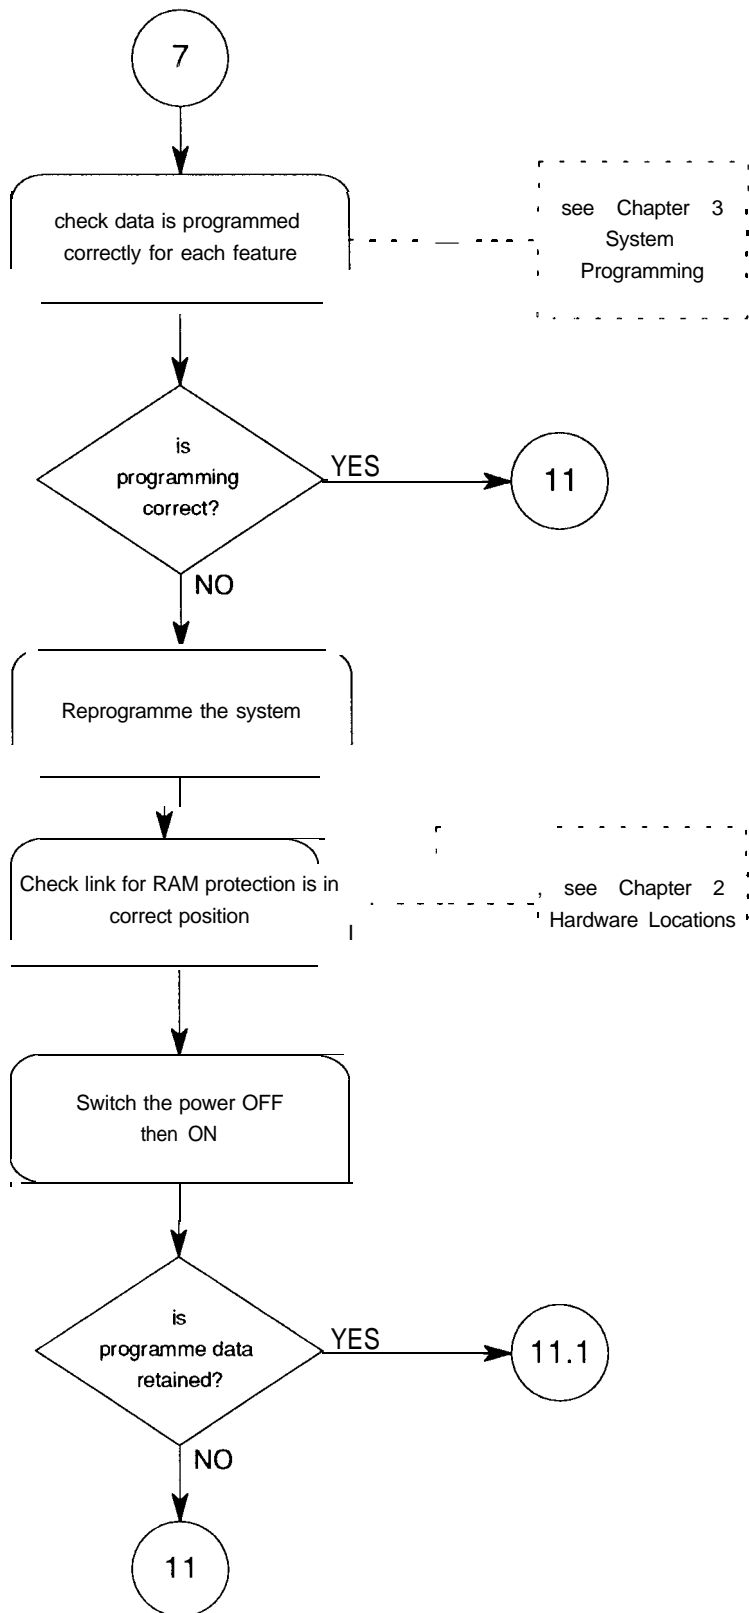 7
check data is programmed
correctly for each feature
see Chapter 3
System
Programming
is
programming
correct?
YES
11
NO
Reprogramme the system
Check link for RAM protection is in
correct position
see Chapter 2
Hardware Locations
Switch the power OFF
then ON
is
programme data
retained?
YES
11.1
NO
11